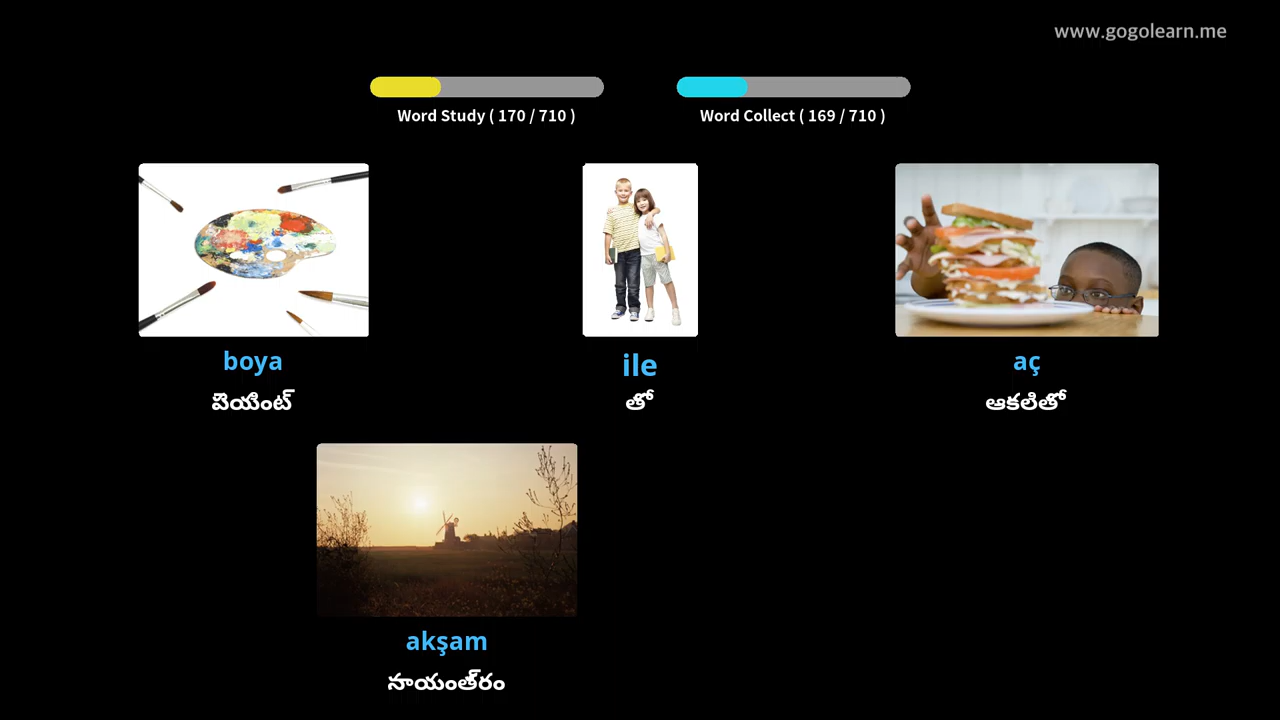 www.gogolearn.me
Word Study ( 170 / 710 )
Word Collect ( 169 / 710 )
boya
ile
aç
పెయింట్
తో
ఆకలితో
akşam
సాయంత్రం